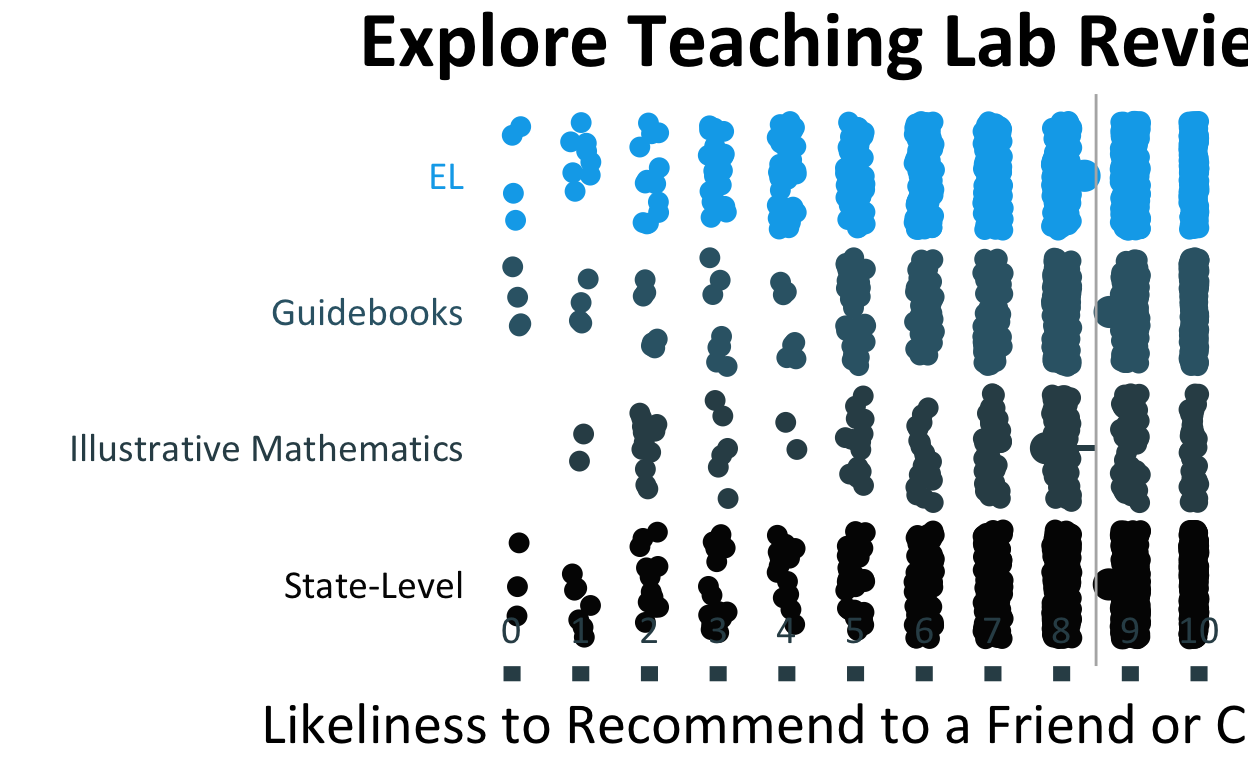 Explore Teaching Lab Revie
EL
Guidebooks
Illustrative Mathematics
State-Level
0 1 2 3 4 5 6 7 8 9 10
Likeliness to Recommend to a Friend or C